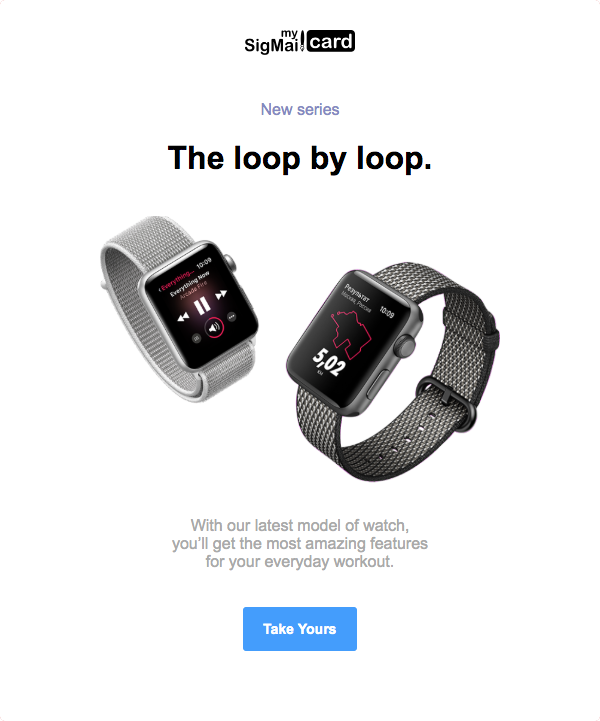 my
SigMail card
New series
The loop by loop.
‹Everything... 10:09
Everything Now
Arcade Fire
Результат 10:09
Москва, Россия
5,02
КМ
With our latest model of watch,
you’ll get the most amazing features
for your everyday workout.
Take Yours